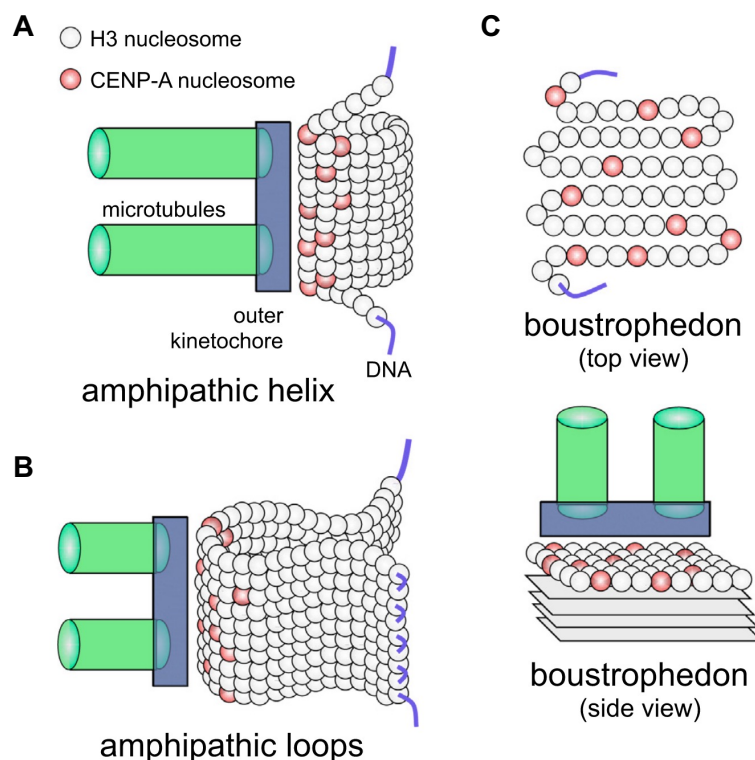 A
H3 nucleosome
CENP-A nucleosome
microtubules
outer
kinetochore
DNA
amphipathic helix
B
amphipathic loops
C
boustrophedon
(top view)
boustrophedon
(side view)